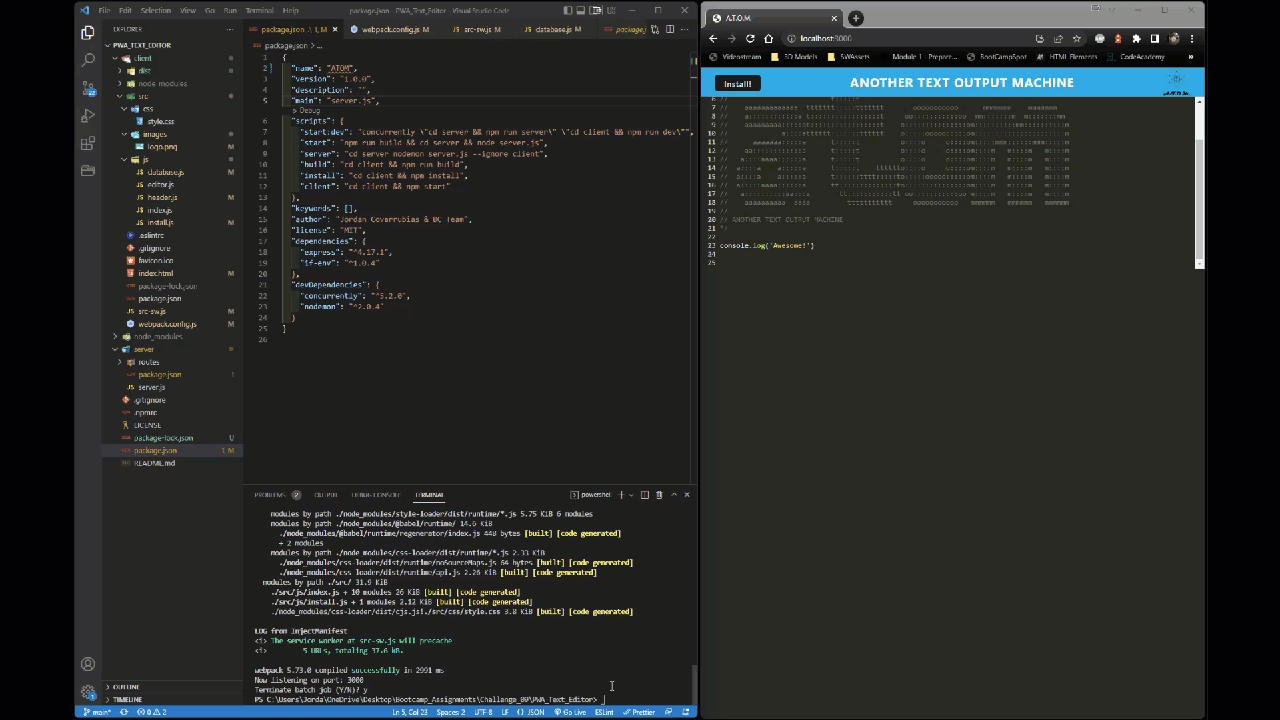 File Edit Selection View Go Run Terminal Help package.json - PWA_Text_Editor - Visual Studio Code
EXPLORER
PWA_TEXT_EDITOR
client
dist
node_modules
src
css
style.css
images
logo.png
js
database.js
editor.js
header.js
index.js
install.js
.eslintrc
.gitignore
favicon.ico
index.html
package-lock.json
package.json
src-sw.js
webpack.config.js
node_modules
server
routes
package.json
server.js
.gitignore
.npmrc
LICENSE
package-lock.json
package.json
README.md
OUTLINE
TIMELINE
package.json .\ 1, M webpack.config.js M src-sw.js M database.js M package.j
package.json > ...
1 {
2 "name": "ATOM",
3 "version": "1.0.0",
4 "description": "",
5 "main": "server.js",
Debug
6 "scripts": {
7 "start:dev": "concurrently \"cd server && npm run server\" \"cd client && npm run dev\"",
8 "start": "npm run build && cd server && node server.js",
9 "server": "cd server nodemon server.js --ignore client",
10 "build": "cd client && npm run build",
11 "install": "cd client && npm install",
12 "client": "cd client && npm start"
13 },
14 "keywords": [],
15 "author": "Jordan Covarrubias & BC Team",
16 "license": "MIT",
17 "dependencies": {
18 "express": "^4.17.1",
19 "if-env": "^1.0.4"
20 },
21 "devDependencies": {
22 "concurrently": "^5.2.0",
23 "nodemon": "^2.0.4"
24 }
25 }
26
PROBLEMS 2 OUTPUT DEBUG CONSOLE TERMINAL powershell
modules by path ./node_modules/style-loader/dist/runtime/*.js 5.75 KiB 6 modules
modules by path ./node_modules/@babel/runtime/ 14.6 KiB
./node_modules/@babel/runtime/regenerator/index.js 440 bytes [built] [code generated]
+ 2 modules
modules by path ./node_modules/css-loader/dist/runtime/*.js 2.33 KiB
./node_modules/css-loader/dist/runtime/noSourceMaps.js 64 bytes [built] [code generated]
./node_modules/css-loader/dist/runtime/api.js 2.26 KiB [built] [code generated]
modules by path ./src/ 31.9 KiB
./src/js/index.js + 10 modules 26 KiB [built] [code generated]
./src/js/install.js + 1 modules 2.12 KiB [built] [code generated]
./node_modules/css-loader/dist/cjs.js!./src/css/style.css 3.8 KiB [built] [code generated]
LOG from InjectManifest
<i> The service worker at src-sw.js will precache
<i> 5 URLs, totaling 37.6 kB.
webpack 5.73.0 compiled successfully in 2991 ms
Now listening on port: 3000
Terminate batch job (Y/N)? y
PS C:\Users\Jorda\OneDrive\Desktop\Bootcamp_Assignments\Challenge_09\PWA_Text_Editor>
main* 0 2 Ln 5, Col 23 Spaces: 2 UTF-8 LF {} JSON Go Live ESLint Prettier
A.T.O.M.
localhost:3000
Videostream 3D Models SWAssets Module 1 - Prepare... HTML Elements CodeAcademy »
Install! ANOTHER TEXT OUTPUT MACHINE
20 // ANOTHER TEXT OUTPUT MACHINE
21 */
22
23 console.log('Awesome!')
24
25